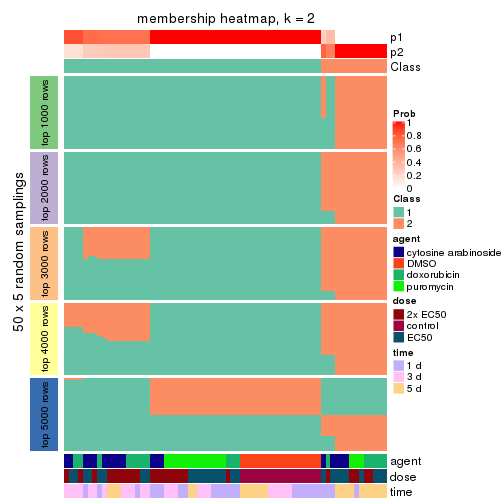 membership heatmap, k = 2
p1
p2
Class
50 x 5 random samplings
top 1000 rows
top 2000 rows
top 3000 rows
top 4000 rows
top 5000 rows
agent
dose
time
Prob
1
0.8
0.6
0.4
0.2
0
Class
1
2
agent
cytosine arabinoside
DMSO
doxorubicin
puromycin
dose
2x EC50
control
EC50
time
1 d
3 d
5 d